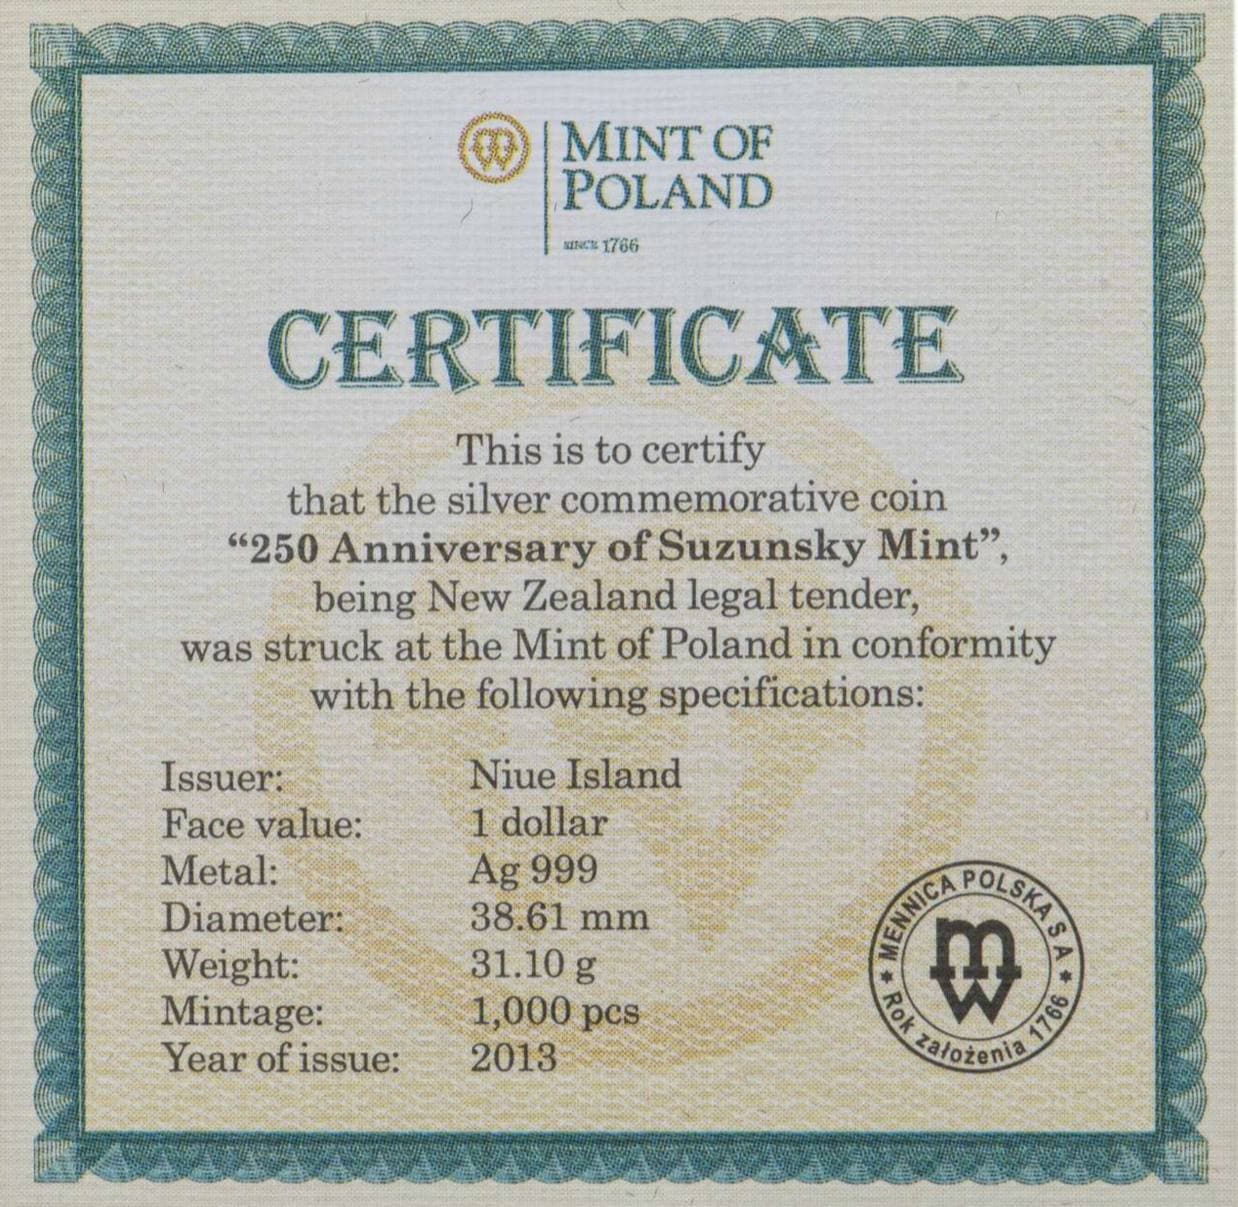 MINT OF
POLAND
SINCE 1766
CERTIFICATE
This is to certify
that the silver commemorative coin
“250 Anniversary of Suzunsky Mint”,
being New Zealand legal tender,
was struck at the Mint of Poland in conformity
with the following specifications:
Issuer: Niue Island
Face value: 1 dollar
Metal: Ag 999
Diameter: 38.61 mm
Weight: 31.10 g
Mintage: 1,000 pcs
Year of issue: 2013
MENNICA POLSKA S A
mw
Rok założenia 1766